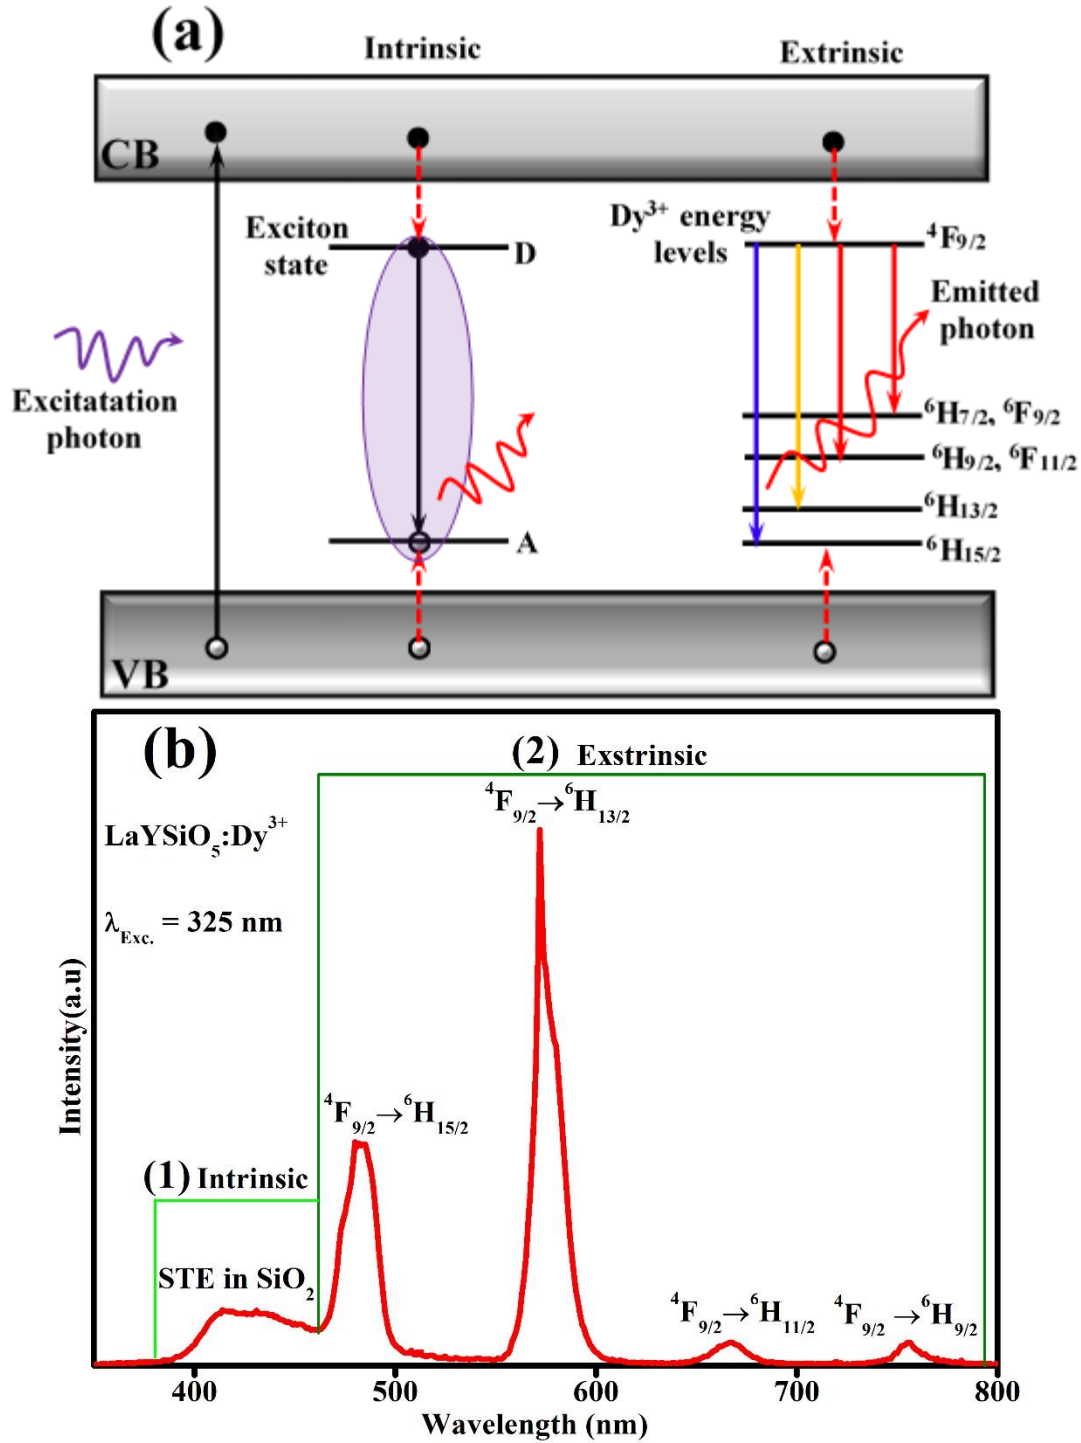 (a)
Intrinsic
Extrinsic
CB
Exciton
state
D
Dy³⁺ energy
levels
⁴F9/2
Emitted
photon
Excitatation
photon
⁶H7/2, ⁶F9/2
⁶H9/2, ⁶F11/2
⁶H13/2
A
⁶H15/2
VB
(b)
(2) Exstrinsic
⁴F9/2→⁶H13/2
LaYSiO5:Dy³⁺
λExc. = 325 nm
⁴F9/2→⁶H15/2
(1) Intrinsic
STE in SiO2
⁴F9/2→⁶H11/2
⁴F9/2→⁶H9/2
Intensity(a.u)
400 500 600 700 800
Wavelength (nm)